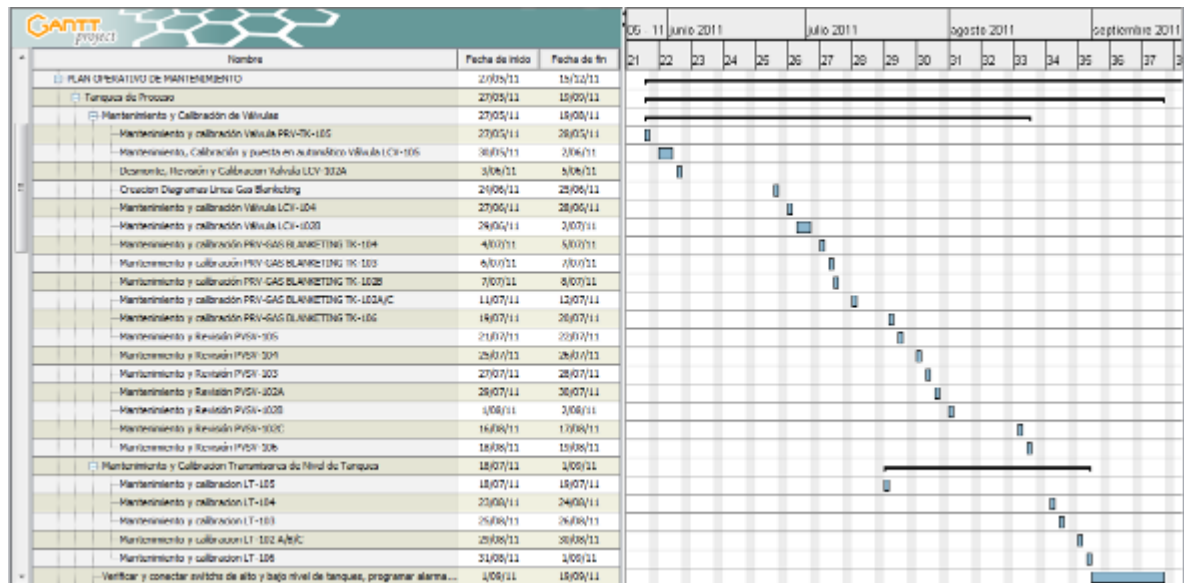 GANTT project
05 - 11 junio 2011 julio 2011 agosto 2011 septiembre 2011
Nombre Fecha de inicio Fecha de fin 21 22 23 24 25 26 27 28 29 30 31 32 33 34 35 36 37 3
PLAN OPERATIVO DE MANTENIMIENTO 27/05/11 15/12/11
Tanques de Proceso 27/05/11 19/09/11
Mantenimiento y Calibración de Válvulas 27/05/11 19/08/11
Mantenimiento y calibración Valvula PRV-TK-105 27/05/11 28/05/11
Mantenimiento, Calibración y puesta en automático Válvula LCV-105 30/05/11 2/06/11
Desmonte, Revisión y Calibracion Valvula LCV-102A 3/06/11 5/06/11
Creacion Diagramas Linea Gas Blanketing 24/06/11 25/06/11
Mantenimiento y calibración Válvula LCV-104 27/06/11 28/06/11
Mantenimiento y calibración Válvula LCV-102B 29/06/11 2/07/11
Mantenimiento y calibración PRV-GAS BLANKETING TK-104 4/07/11 5/07/11
Mantenimiento y calibración PRV-GAS BLANKETING TK-103 6/07/11 7/07/11
Mantenimiento y calibración PRV-GAS BLANKETING TK-102B 7/07/11 8/07/11
Mantenimiento y calibración PRV-GAS BLANKETING TK-102A/C 11/07/11 12/07/11
Mantenimiento y calibración PRV-GAS BLANKETING TK-106 19/07/11 20/07/11
Mantenimiento y Revisión PVSV-105 21/07/11 22/07/11
Mantenimiento y Revisión PVSV-104 25/07/11 26/07/11
Mantenimiento y Revisión PVSV-103 27/07/11 28/07/11
Mantenimiento y Revisión PVSV-102A 29/07/11 30/07/11
Mantenimiento y Revisión PVSV-102B 1/08/11 2/08/11
Mantenimiento y Revisión PVSV-102C 16/08/11 17/08/11
Mantenimiento y Revisión PVSV-106 18/08/11 19/08/11
Mantenimiento y Calibracion Transmisores de Nivel de Tanques 18/07/11 1/09/11
Mantenimiento y calibracion LT-105 18/07/11 19/07/11
Mantenimiento y calibracion LT-104 23/08/11 24/08/11
Mantenimiento y calibracion LT-103 25/08/11 26/08/11
Mantenimiento y calibracion LT-102 A/B/C 29/08/11 30/08/11
Mantenimiento y calibracion LT-106 31/08/11 1/09/11
Verificar y conectar switchs de alto y bajo nivel de tanques, programar alarma... 1/09/11 19/09/11